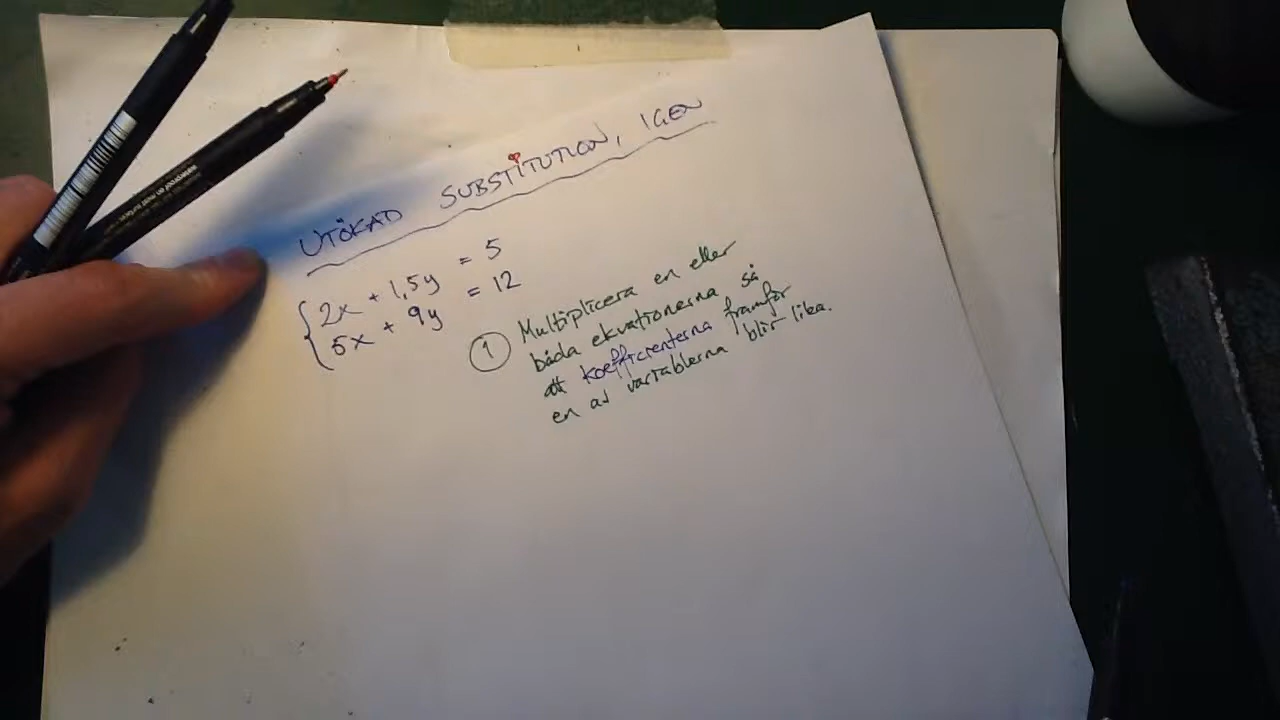 UTÖKAD SUBSTITUTION, IGEN
2x + 1,5y = 5
5x + 9y = 12
1 Multiplicera en eller
båda ekvationerna så
att koefficienterna framför
en av variablerna blir lika.